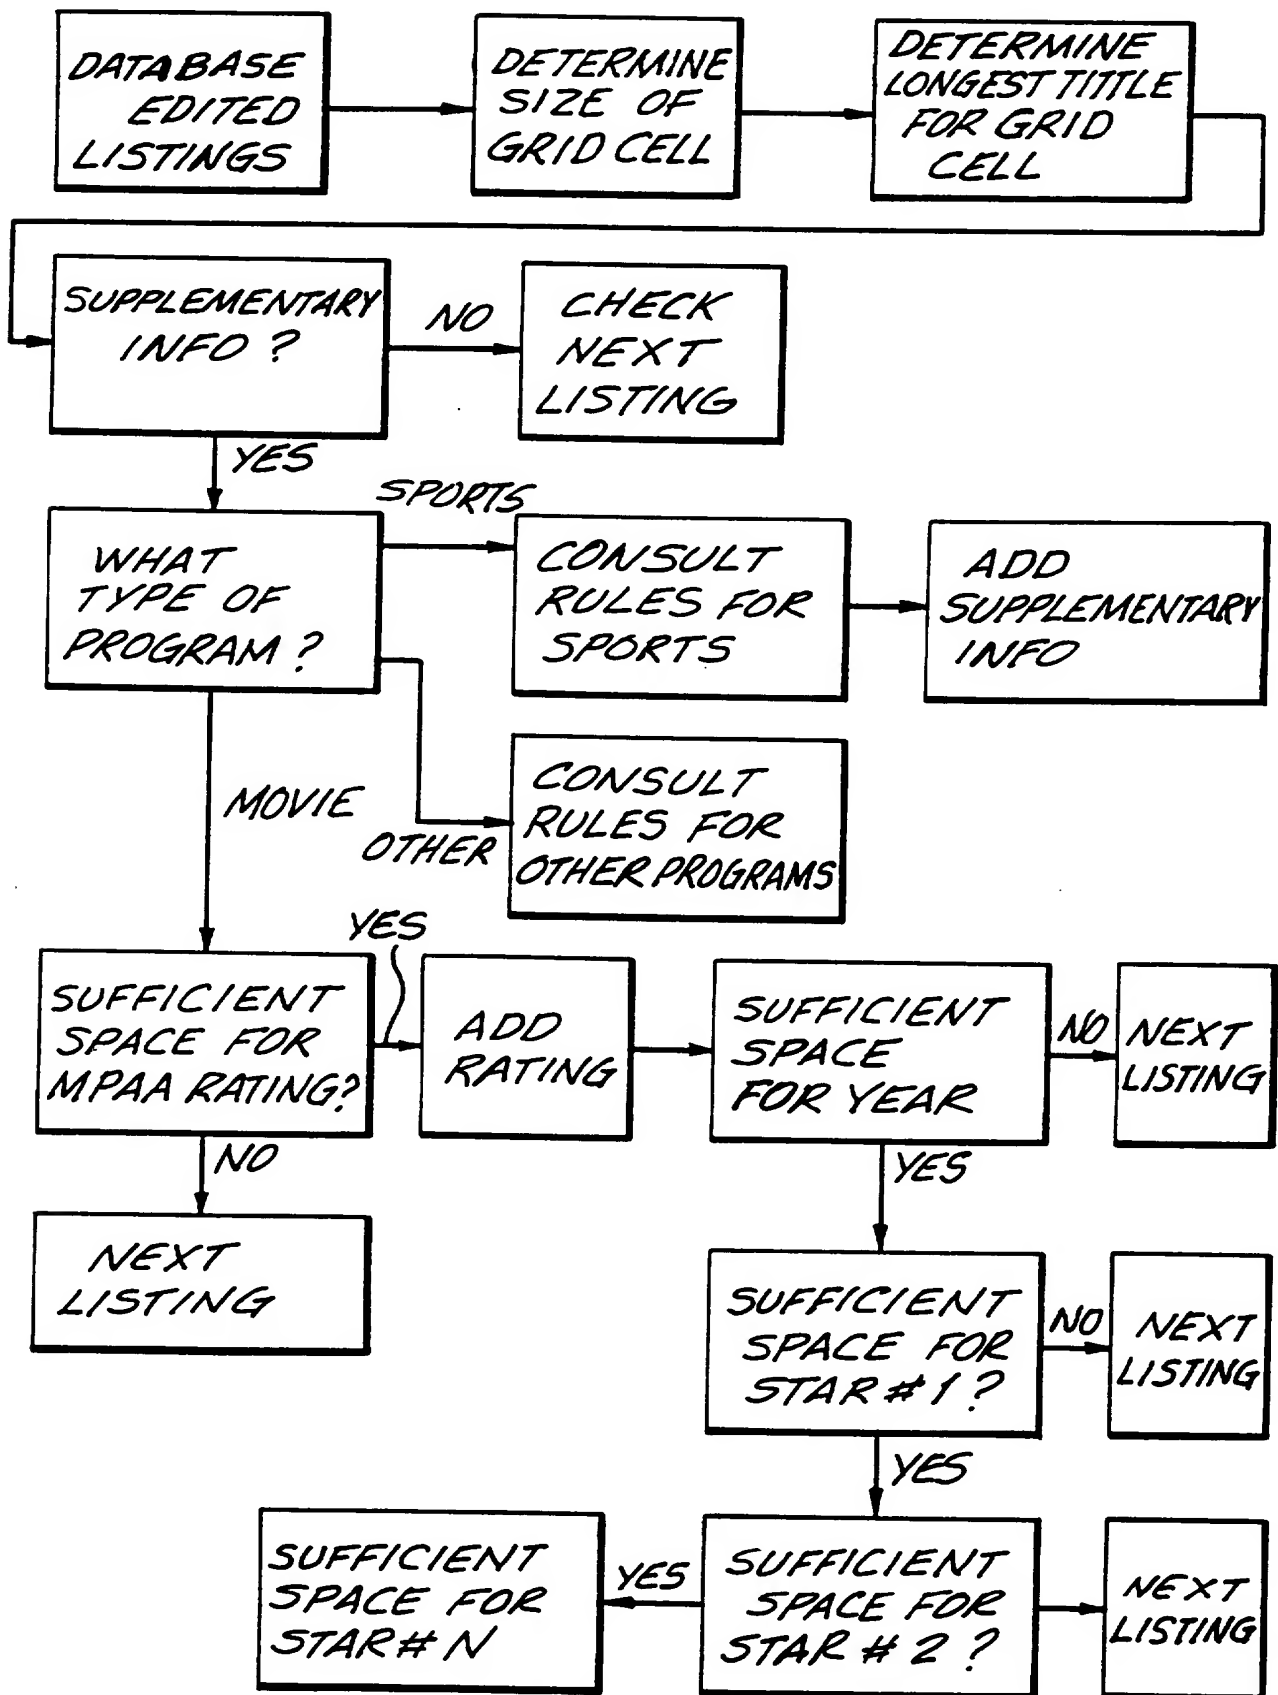 DATABASE
EDITED
LISTINGS
DETERMINE
SIZE OF
GRID CELL
DETERMINE
LONGEST TITTLE
FOR GRID
CELL
SUPPLEMENTARY
INFO ?
NO
CHECK
NEXT
LISTING
YES
WHAT
TYPE OF
PROGRAM ?
SPORTS
CONSULT
RULES FOR
SPORTS
ADD
SUPPLEMENTARY
INFO
MOVIE
OTHER
CONSULT
RULES FOR
OTHER PROGRAMS
SUFFICIENT
SPACE FOR
MPAA RATING?
YES
ADD
RATING
SUFFICIENT
SPACE
FOR YEAR
NO
NEXT
LISTING
NO
NEXT
LISTING
YES
SUFFICIENT
SPACE FOR
STAR # 1 ?
NO
NEXT
LISTING
YES
SUFFICIENT
SPACE FOR
STAR # 2 ?
NEXT
LISTING
YES
SUFFICIENT
SPACE FOR
STAR # N